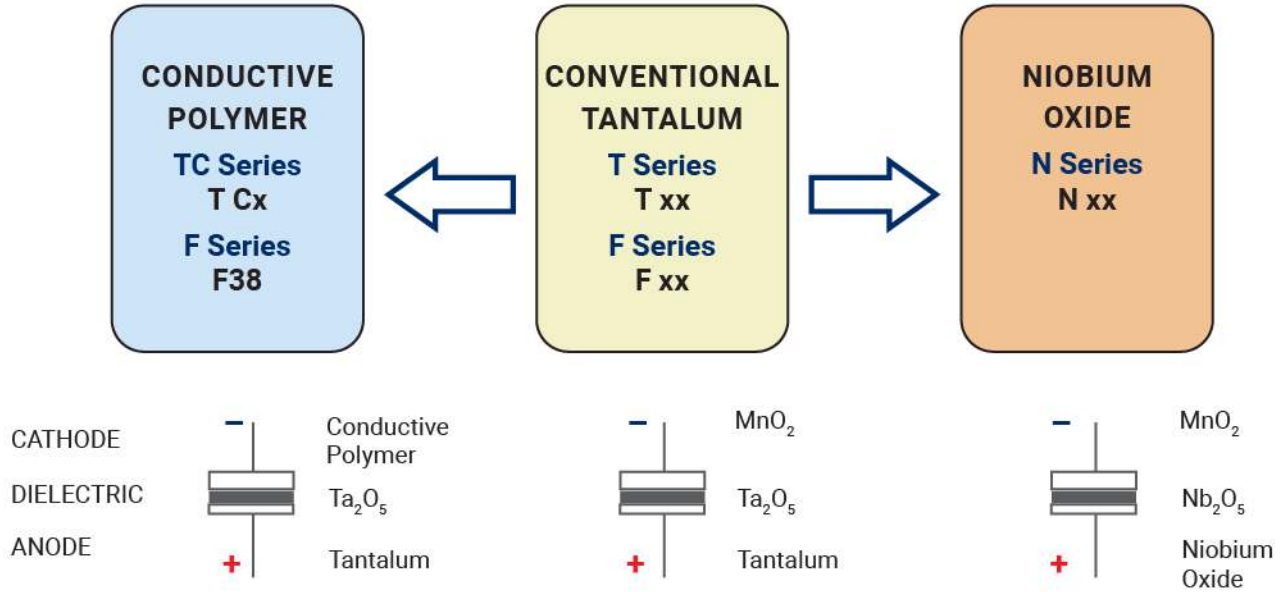 CONDUCTIVE
POLYMER
TC Series
T Cx
F Series
F38
CONVENTIONAL
TANTALUM
T Series
T xx
F Series
F xx
NIOBIUM
OXIDE
N Series
N xx
CATHODE
–
Conductive
Polymer
–
MnO₂
–
MnO₂
DIELECTRIC
Ta₂O₅
Ta₂O₅
Nb₂O₅
ANODE
+
Tantalum
+
Tantalum
+
Niobium
Oxide